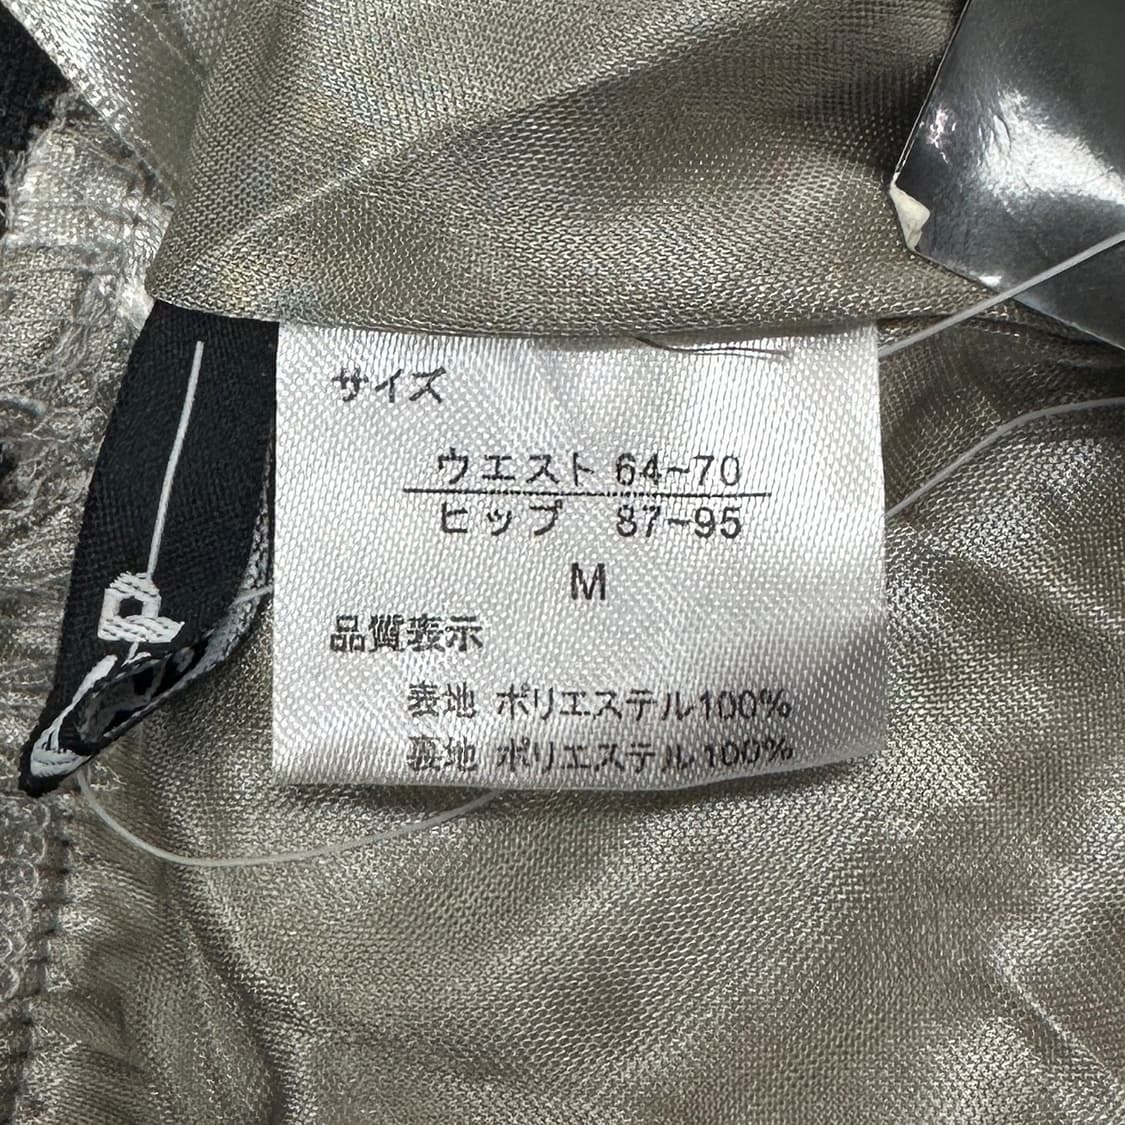 サイズ
ウエスト 64~70
ヒップ 87~95
M
品質表示
表地 ポリエステル100%
裏地 ポリエステル100%